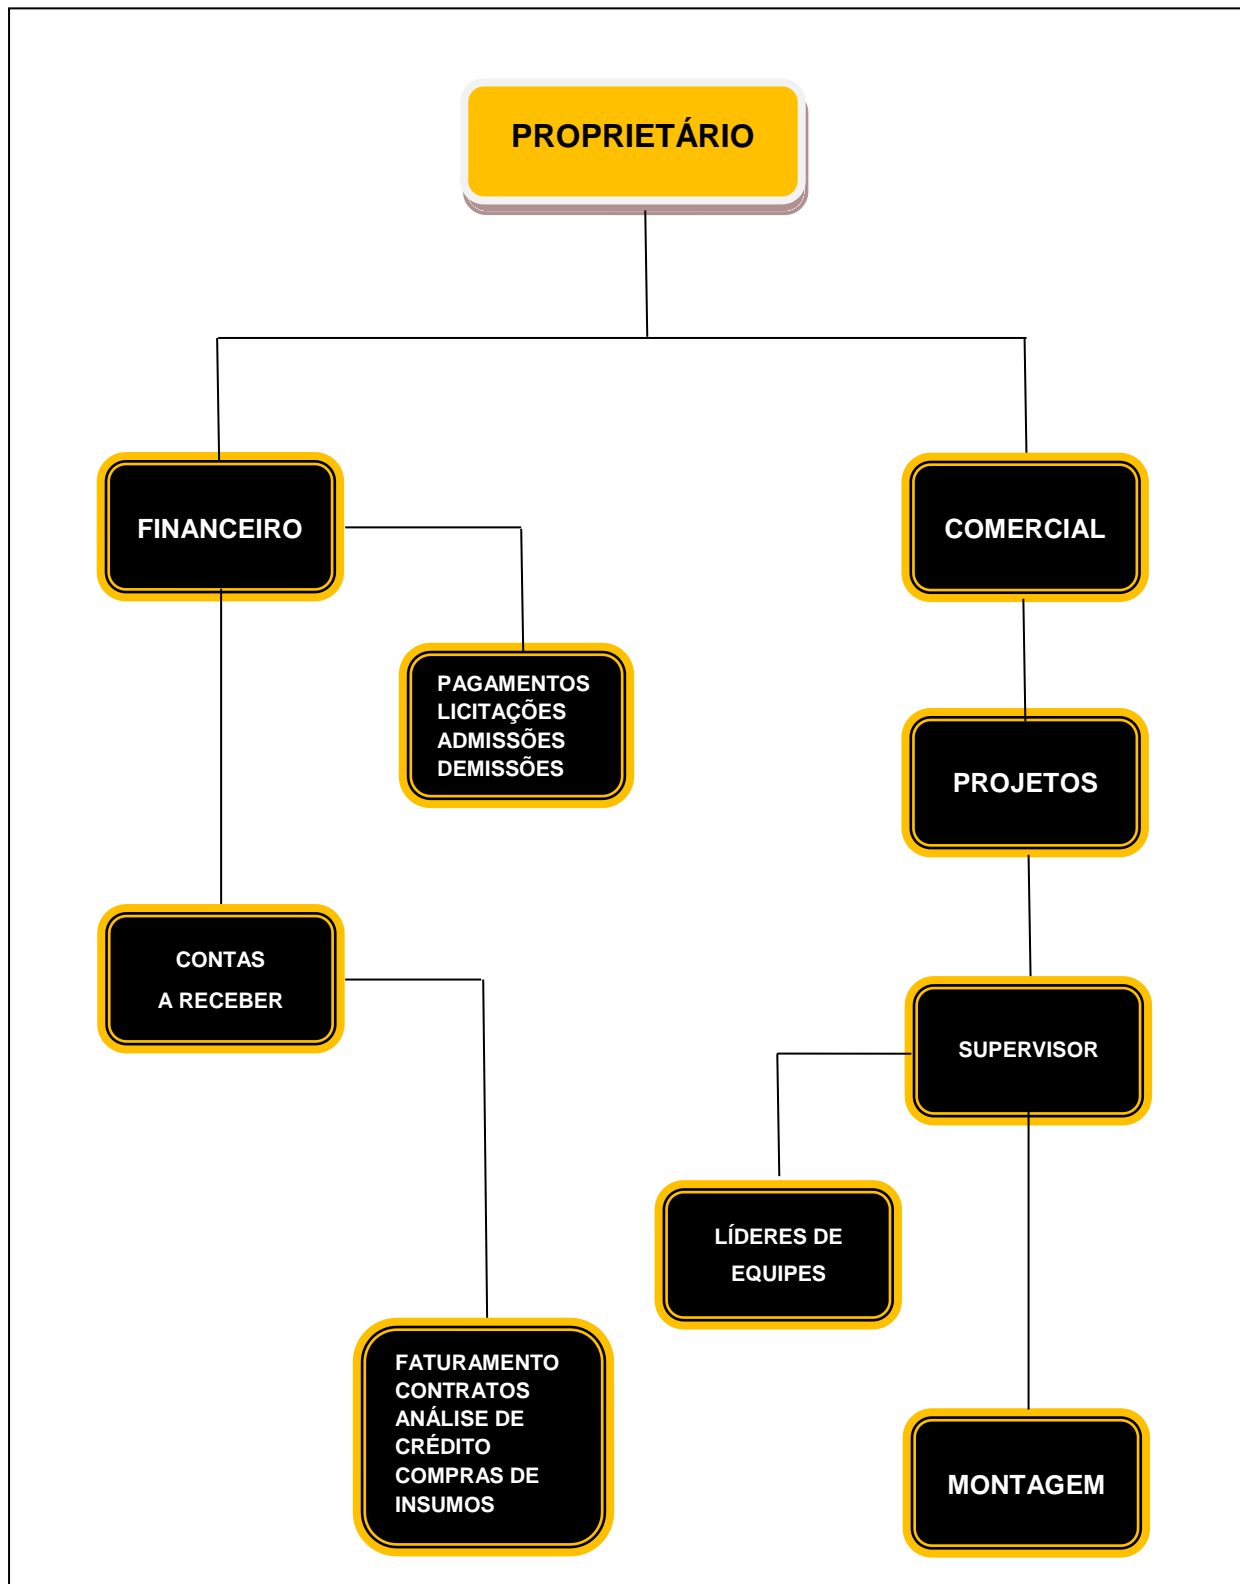 PROPRIETÁRIO
FINANCEIRO
COMERCIAL
PAGAMENTOS
LICITAÇÕES
ADMISSÕES
DEMISSÕES
PROJETOS
CONTAS
A RECEBER
SUPERVISOR
LÍDERES DE
EQUIPES
FATURAMENTO
CONTRATOS
ANÁLISE DE
CRÉDITO
COMPRAS DE
INSUMOS
MONTAGEM